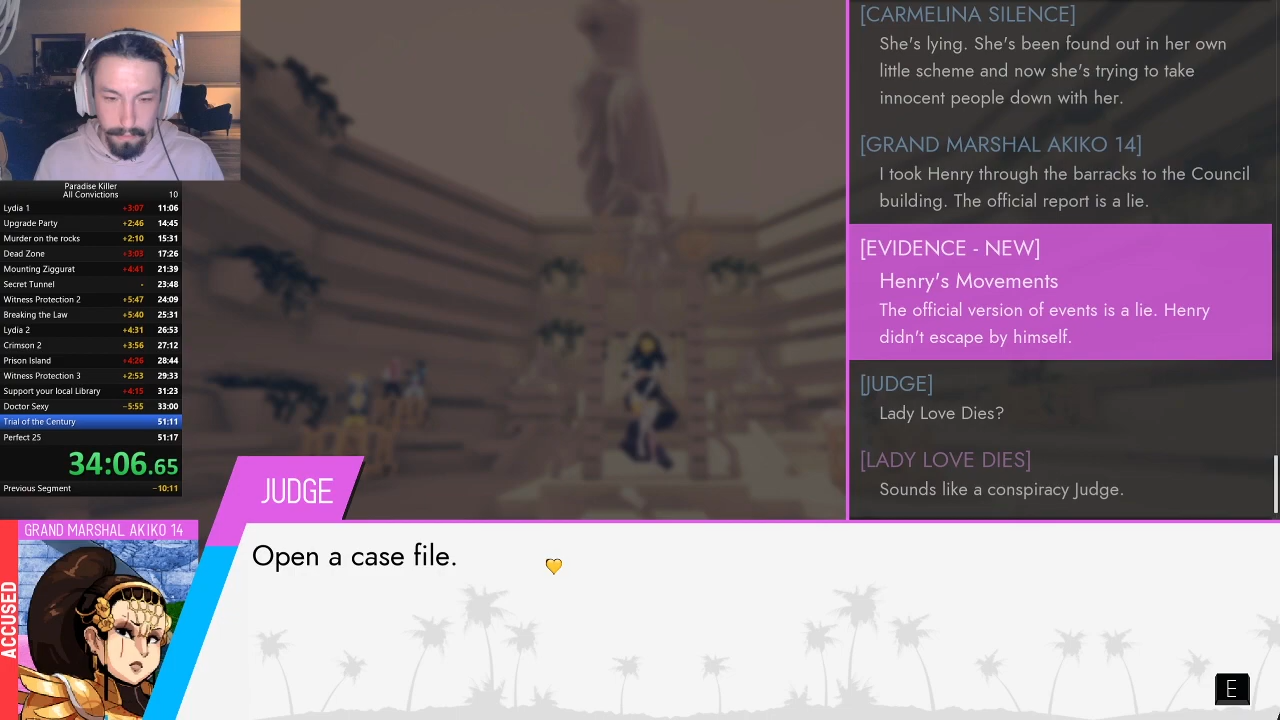 Paradise Killer
All Convictions 10
Lydia 1 +3:07 11:06
Upgrade Party +2:46 14:45
Murder on the rocks +2:10 15:31
Dead Zone +3:03 17:26
Mounting Ziggurat +4:41 21:39
Secret Tunnel - 23:48
Witness Protection 2 +5:47 24:09
Breaking the Law +5:40 25:31
Lydia 2 +4:31 26:53
Crimson 2 +3:56 27:12
Prison Island +4:26 28:44
Witness Protection 3 +2:53 29:33
Support your local Library +4:15 31:23
Doctor Sexy −5:55 33:00
Trial of the Century 51:11
Perfect 25 51:17
34:06.65
Previous Segment −10:11
[CARMELINA SILENCE]
She's lying. She's been found out in her own
little scheme and now she's trying to take
innocent people down with her.
[GRAND MARSHAL AKIKO 14]
I took Henry through the barracks to the Council
building. The official report is a lie.
[EVIDENCE - NEW]
Henry's Movements
The official version of events is a lie. Henry
didn't escape by himself.
[JUDGE]
Lady Love Dies?
[LADY LOVE DIES]
Sounds like a conspiracy Judge.
JUDGE
GRAND MARSHAL AKIKO 14
ACCUSED
Open a case file.
E